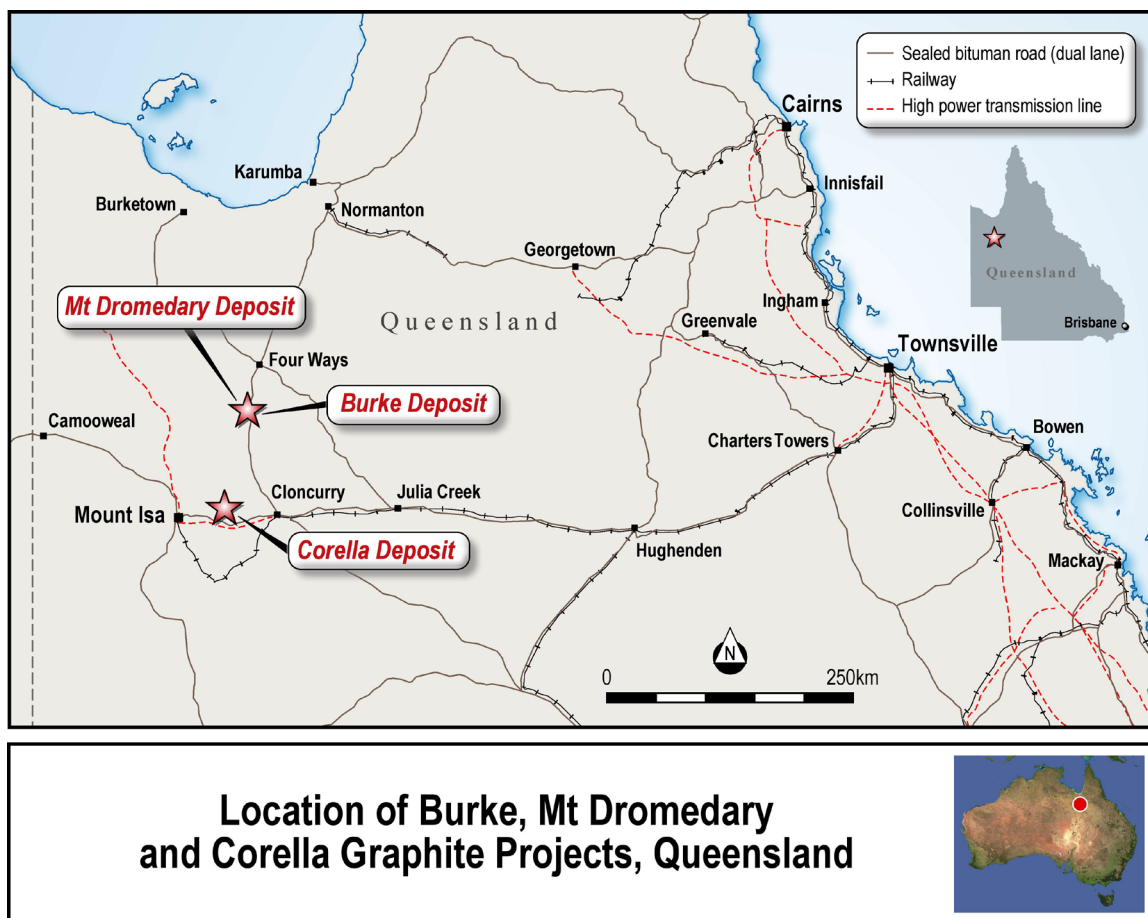 Sealed bituman road (dual lane)
Railway
High power transmission line
Cairns
Karumba
Innisfail
Burketown
Normanton
Georgetown
Queensland
Mt Dromedary Deposit
Ingham
Greenvale
Queensland
Brisbane
Townsville
Four Ways
Burke Deposit
Camooweal
Charters Towers
Bowen
Mount Isa
Cloncurry
Julia Creek
Collinsville
Corella Deposit
Hughenden
Mackay
N
0
250km
Location of Burke, Mt Dromedary
and Corella Graphite Projects, Queensland